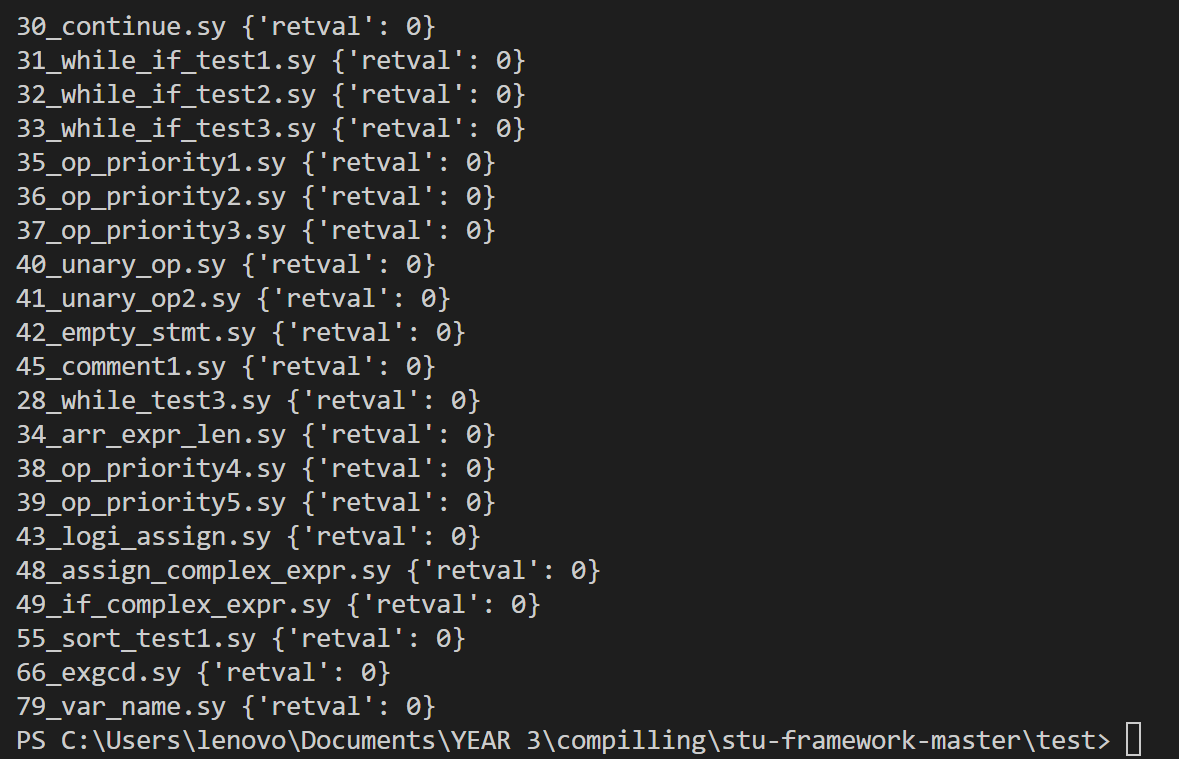 30_continue.sy {'retval': 0}
31_while_if_test1.sy {'retval': 0}
32_while_if_test2.sy {'retval': 0}
33_while_if_test3.sy {'retval': 0}
35_op_priority1.sy {'retval': 0}
36_op_priority2.sy {'retval': 0}
37_op_priority3.sy {'retval': 0}
40_unary_op.sy {'retval': 0}
41_unary_op2.sy {'retval': 0}
42_empty_stmt.sy {'retval': 0}
45_comment1.sy {'retval': 0}
28_while_test3.sy {'retval': 0}
34_arr_expr_len.sy {'retval': 0}
38_op_priority4.sy {'retval': 0}
39_op_priority5.sy {'retval': 0}
43_logi_assign.sy {'retval': 0}
48_assign_complex_expr.sy {'retval': 0}
49_if_complex_expr.sy {'retval': 0}
55_sort_test1.sy {'retval': 0}
66_exgcd.sy {'retval': 0}
79_var_name.sy {'retval': 0}
PS C:\Users\lenovo\Documents\YEAR 3\compilling\stu-framework-master\test>